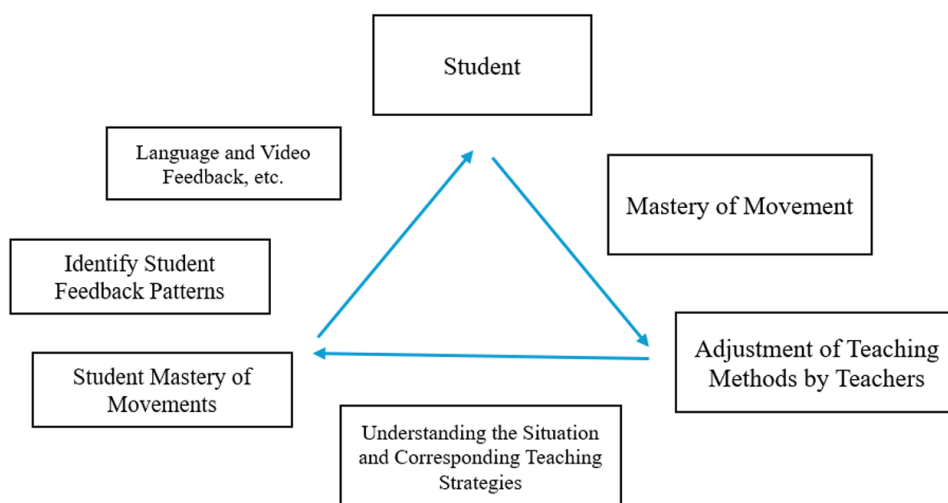 Student
Language and Video
Feedback, etc.
Mastery of Movement
Identify Student
Feedback Patterns
Adjustment of Teaching
Methods by Teachers
Student Mastery of
Movements
Understanding the Situation
and Corresponding Teaching
Strategies